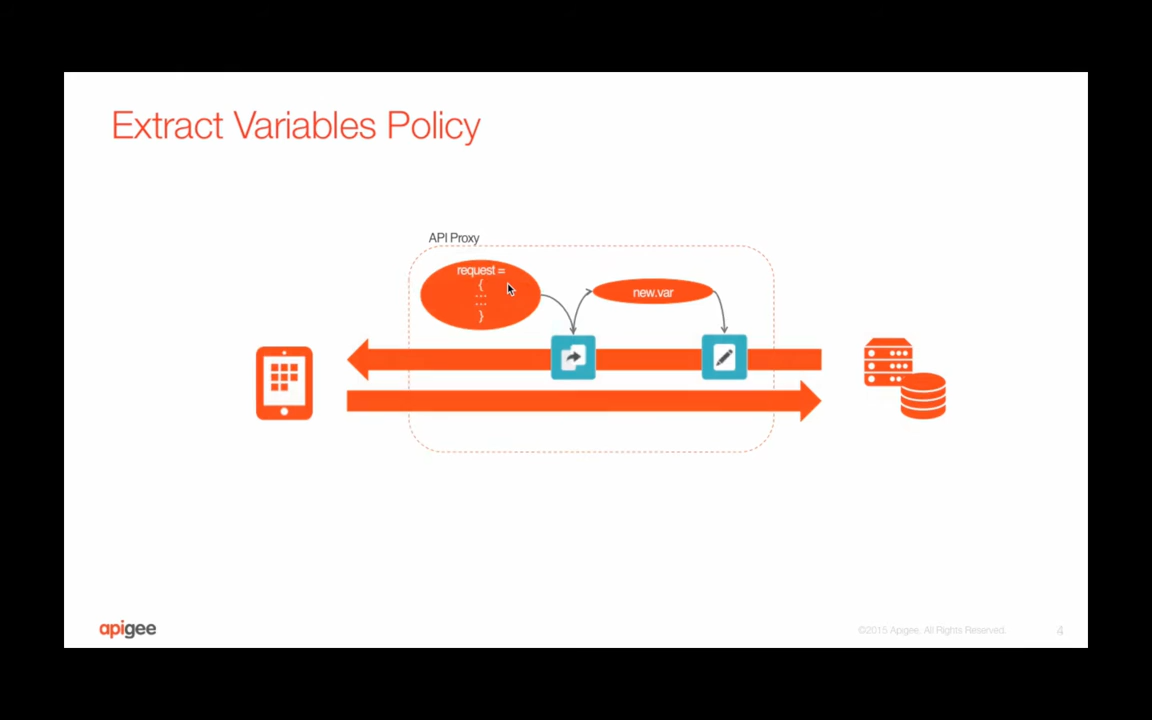 Extract Variables Policy
API Proxy
request =
{
...
...
}
new.var
apigee
©2015 Apigee. All Rights Reserved.
4